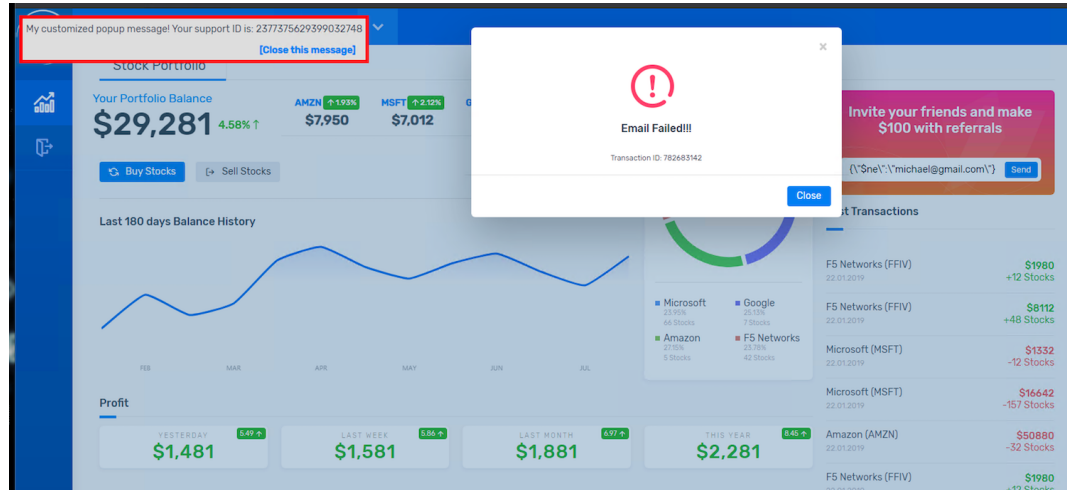 My customized popup message! Your support ID is: 2377375629399032748
[Close this message]
×
Email Failed!!!
Transaction ID: 782683142
Close
Stock Portfolio
Your Portfolio Balance
$29,281 4.58% ↑
AMZN ↑ 1.93%
$7,950
MSFT ↑ 2.12%
$7,012
Buy Stocks
Sell Stocks
Invite your friends and make
$100 with referrals
{\"$ne\":\"michael@gmail.com\"} Send
Last 180 days Balance History
FEB MAR APR MAY JUN JUL
Microsoft
23.95%
66 Stocks
Google
25.13%
7 Stocks
Amazon
27.15%
5 Stocks
F5 Networks
23.78%
42 Stocks
st Transactions
F5 Networks (FFIV) $1980
22.01.2019 +12 Stocks
F5 Networks (FFIV) $8112
22.01.2019 +48 Stocks
Microsoft (MSFT) $1332
22.01.2019 -12 Stocks
Microsoft (MSFT) $16642
22.01.2019 -157 Stocks
Amazon (AMZN) $50880
22.01.2019 -32 Stocks
F5 Networks (FFIV) $1980
Profit
YESTERDAY 5.49 ↑
$1,481
LAST WEEK 5.86 ↑
$1,581
LAST MONTH 6.97 ↑
$1,881
THIS YEAR 8.45 ↑
$2,281